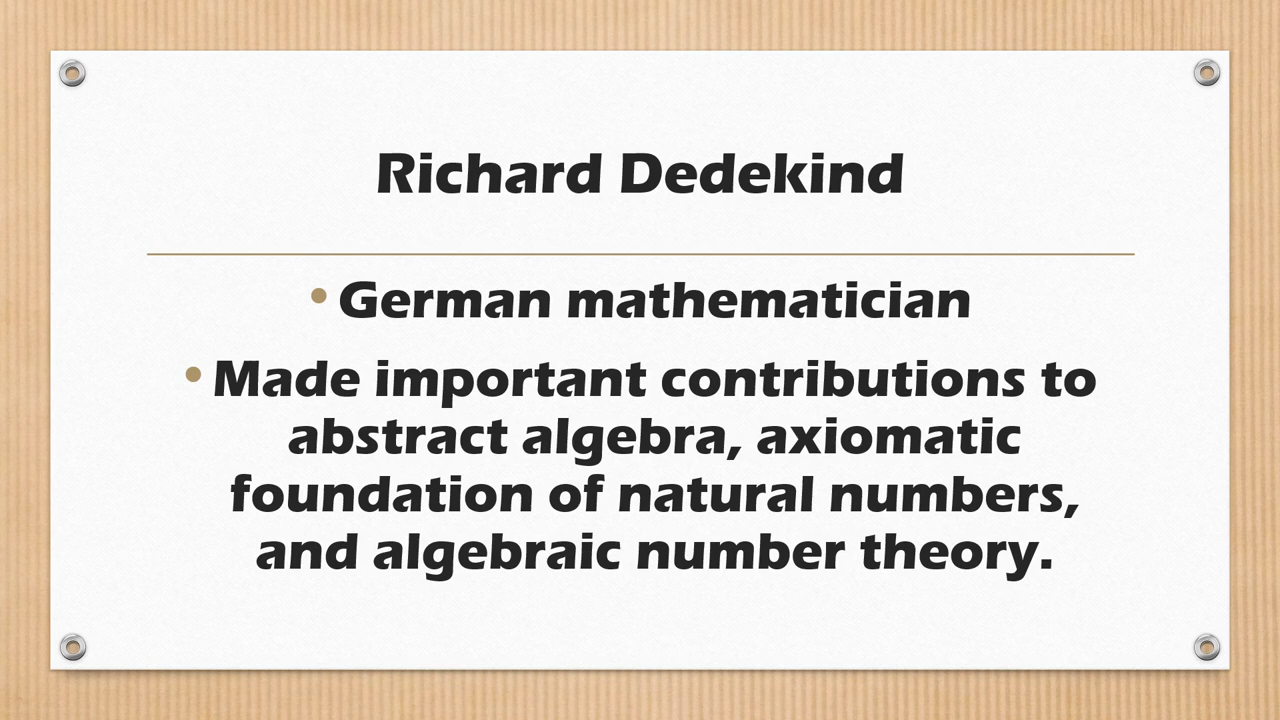 Richard Dedekind
• German mathematician
• Made important contributions to
abstract algebra, axiomatic
foundation of natural numbers,
and algebraic number theory.